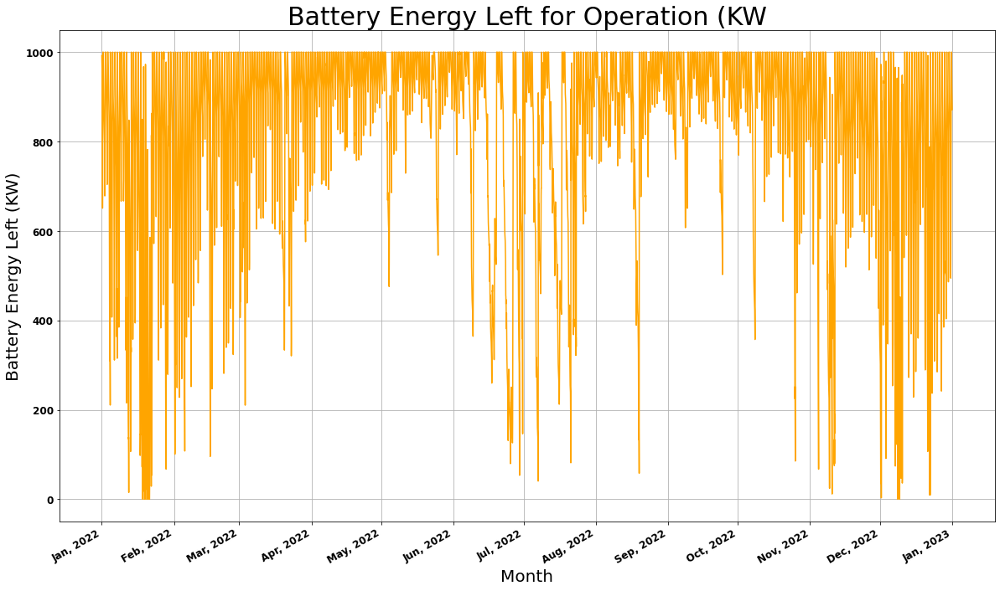 Battery Energy Left for Operation (KW
Battery Energy Left (KW)
1000
800
600
400
200
0
Jan, 2022
Feb, 2022
Mar, 2022
Apr, 2022
May, 2022
Jun, 2022
Jul, 2022
Aug, 2022
Sep, 2022
Oct, 2022
Nov, 2022
Dec, 2022
Jan, 2023
Month